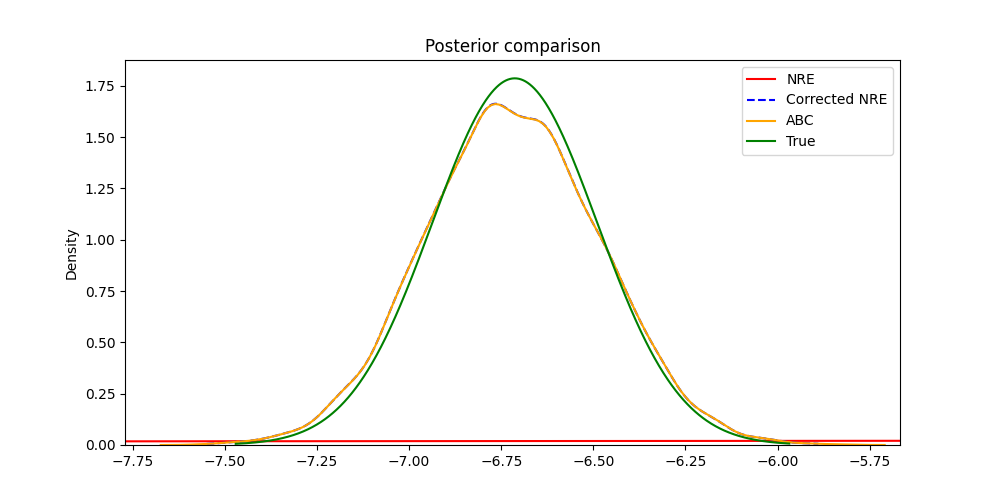 Posterior comparison
NRE
Corrected NRE
ABC
True
Density
1.75
1.50
1.25
1.00
0.75
0.50
0.25
0.00
−7.75 −7.50 −7.25 −7.00 −6.75 −6.50 −6.25 −6.00 −5.75